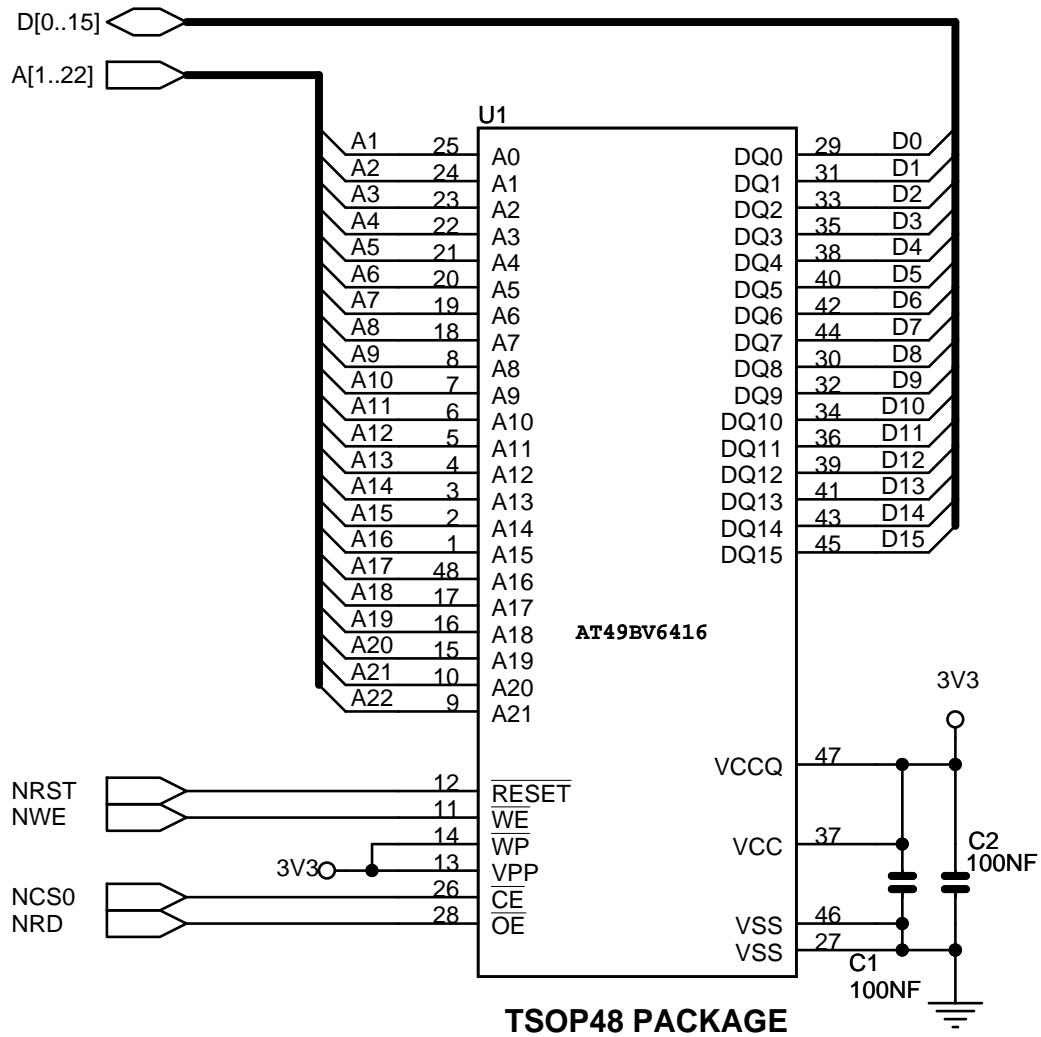 D[0..15]
A[1..22]
U1
A1 25 A0 DQ0 29 D0
A2 24 A1 DQ1 31 D1
A3 23 A2 DQ2 33 D2
A4 22 A3 DQ3 35 D3
A5 21 A4 DQ4 38 D4
A6 20 A5 DQ5 40 D5
A7 19 A6 DQ6 42 D6
A8 18 A7 DQ7 44 D7
A9 8 A8 DQ8 30 D8
A10 7 A9 DQ9 32 D9
A11 6 A10 DQ10 34 D10
A12 5 A11 DQ11 36 D11
A13 4 A12 DQ12 39 D12
A14 3 A13 DQ13 41 D13
A15 2 A14 DQ14 43 D14
A16 1 A15 DQ15 45 D15
A17 48 A16
A18 17 A17
A19 16 A18 AT49BV6416
A20 15 A19
A21 10 A20
A22 9 A21
3V3
VCCQ 47
NRST 12 RESET
NWE 11 WE
14 WP VCC 37 C2
3V3 13 VPP 100NF
NCS0 26 CE
NRD 28 OE VSS 46
VSS 27
C1
100NF
TSOP48 PACKAGE